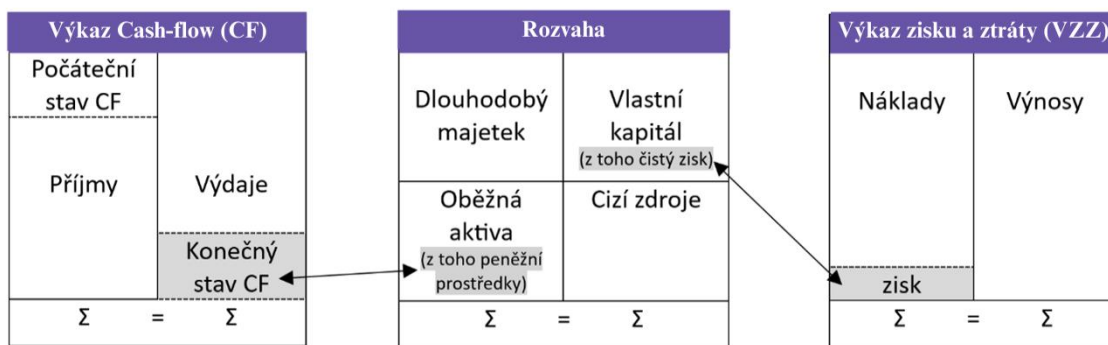 Výkaz Cash-flow (CF)
Počáteční
stav CF
Příjmy
Výdaje
Konečný
stav CF
Σ = Σ
Rozvaha
Dlouhodobý
majetek
Vlastní
kapitál
(z toho čistý zisk)
Oběžná
aktiva
(z toho peněžní
prostředky)
Cizí zdroje
Σ = Σ
Výkaz zisku a ztráty (VZZ)
Náklady
Výnosy
zisk
Σ = Σ